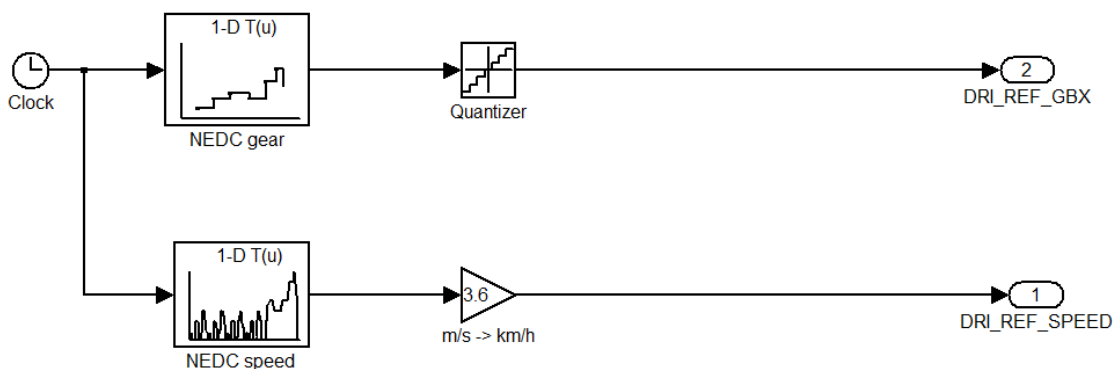 1-D T(u)
Clock
NEDC gear
Quantizer
2
DRI_REF_GBX
1-D T(u)
NEDC speed
3.6
m/s -> km/h
1
DRI_REF_SPEED